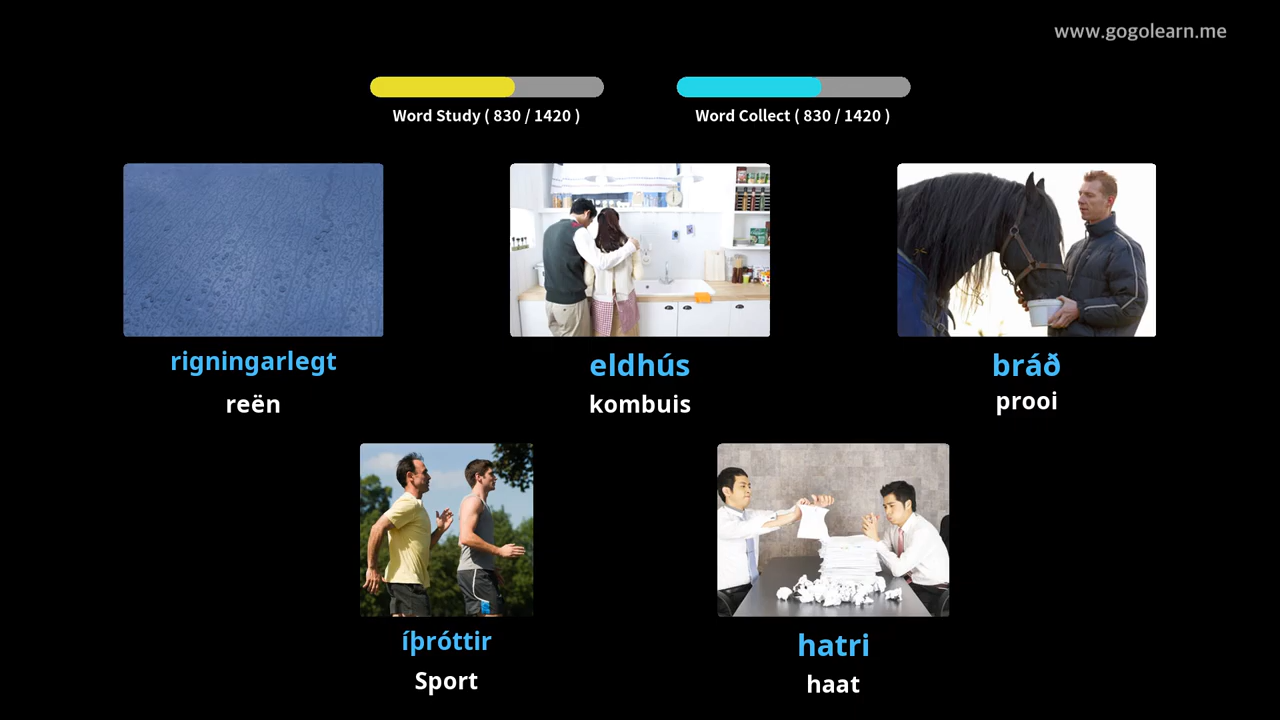 www.gogolearn.me
Word Study ( 830 / 1420 )
Word Collect ( 830 / 1420 )
rigningarlegt
reën
eldhús
kombuis
bráð
prooi
íþróttir
Sport
hatri
haat